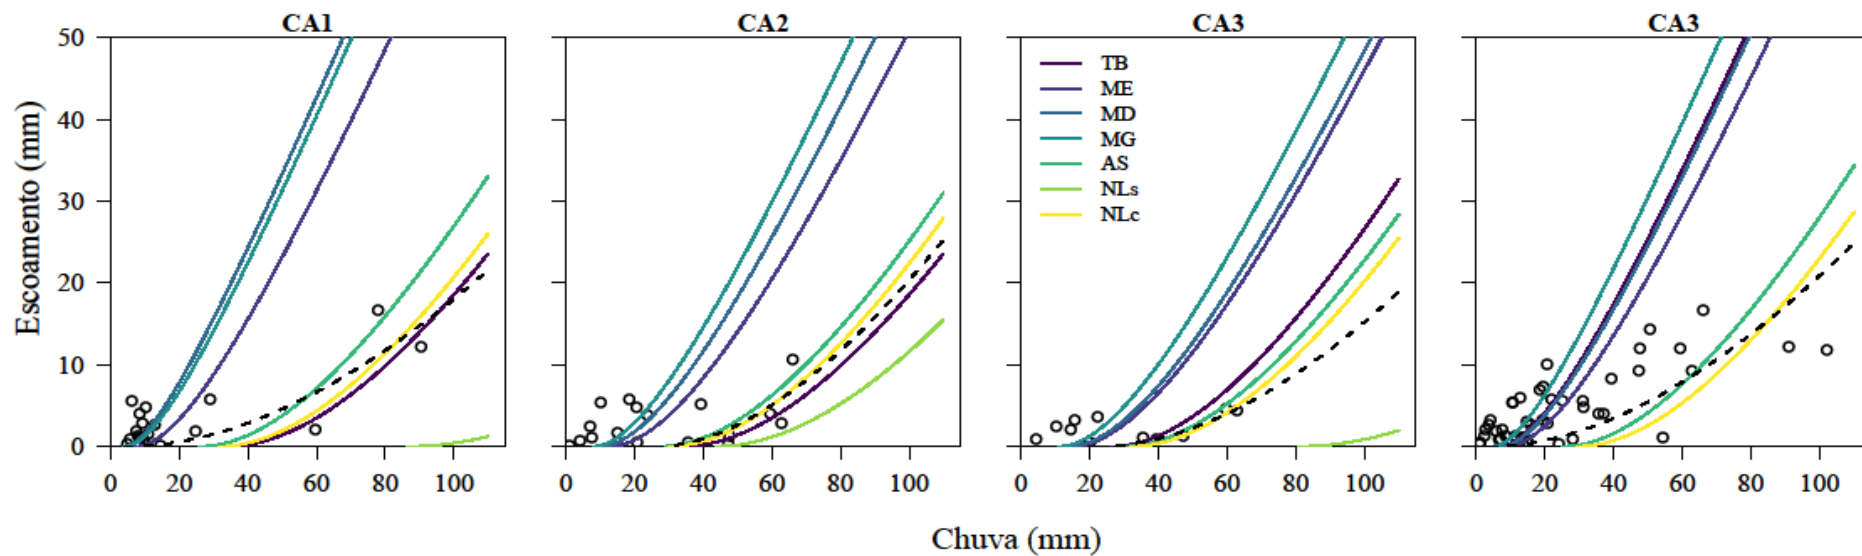 CA1 CA2 CA3 CA3
Escoamento (mm)
50
40
30
20
10
0
TB
ME
MD
MG
AS
NLs
NLc
0 20 40 60 80 100 0 20 40 60 80 100 0 20 40 60 80 100 0 20 40 60 80 100
Chuva (mm)